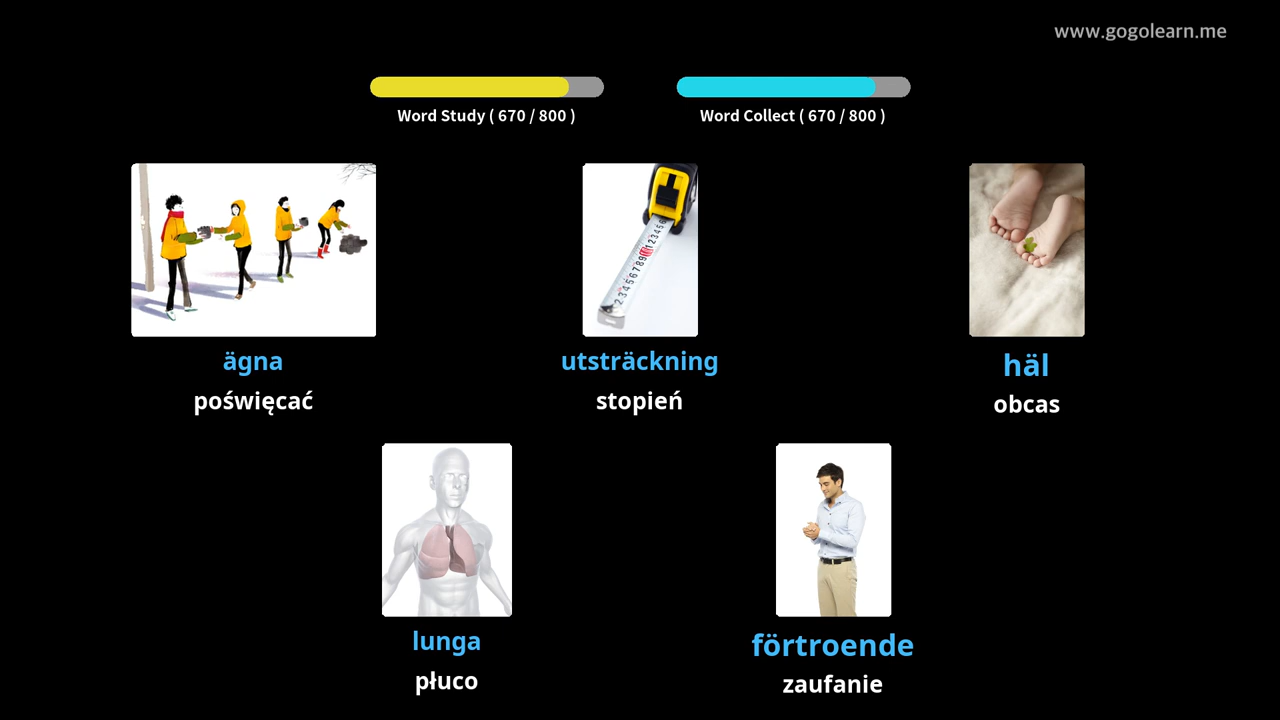 www.gogolearn.me
Word Study ( 670 / 800 )
Word Collect ( 670 / 800 )
ägna
poświęcać
utsträckning
stopień
häl
obcas
lunga
płuco
förtroende
zaufanie